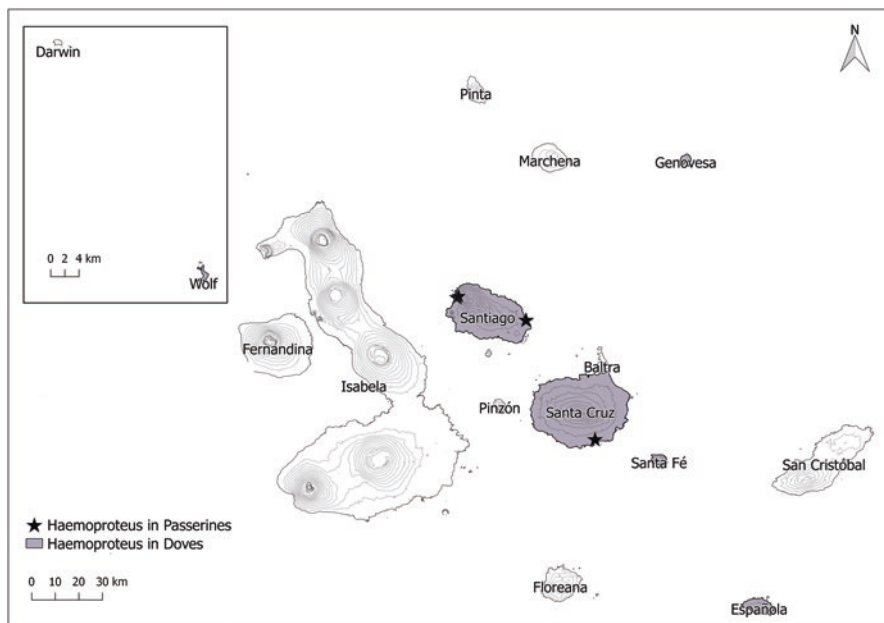 Darwin
N
Pinta
Marchena
Genovesa
0 2 4 km
Wolf
Santiago
Fernandina
Baltra
Isabela
Pinzón
Santa Cruz
Santa Fé
San Cristóbal
Haemoproteus in Passerines
Haemoproteus in Doves
0 10 20 30 km
Floreana
Española